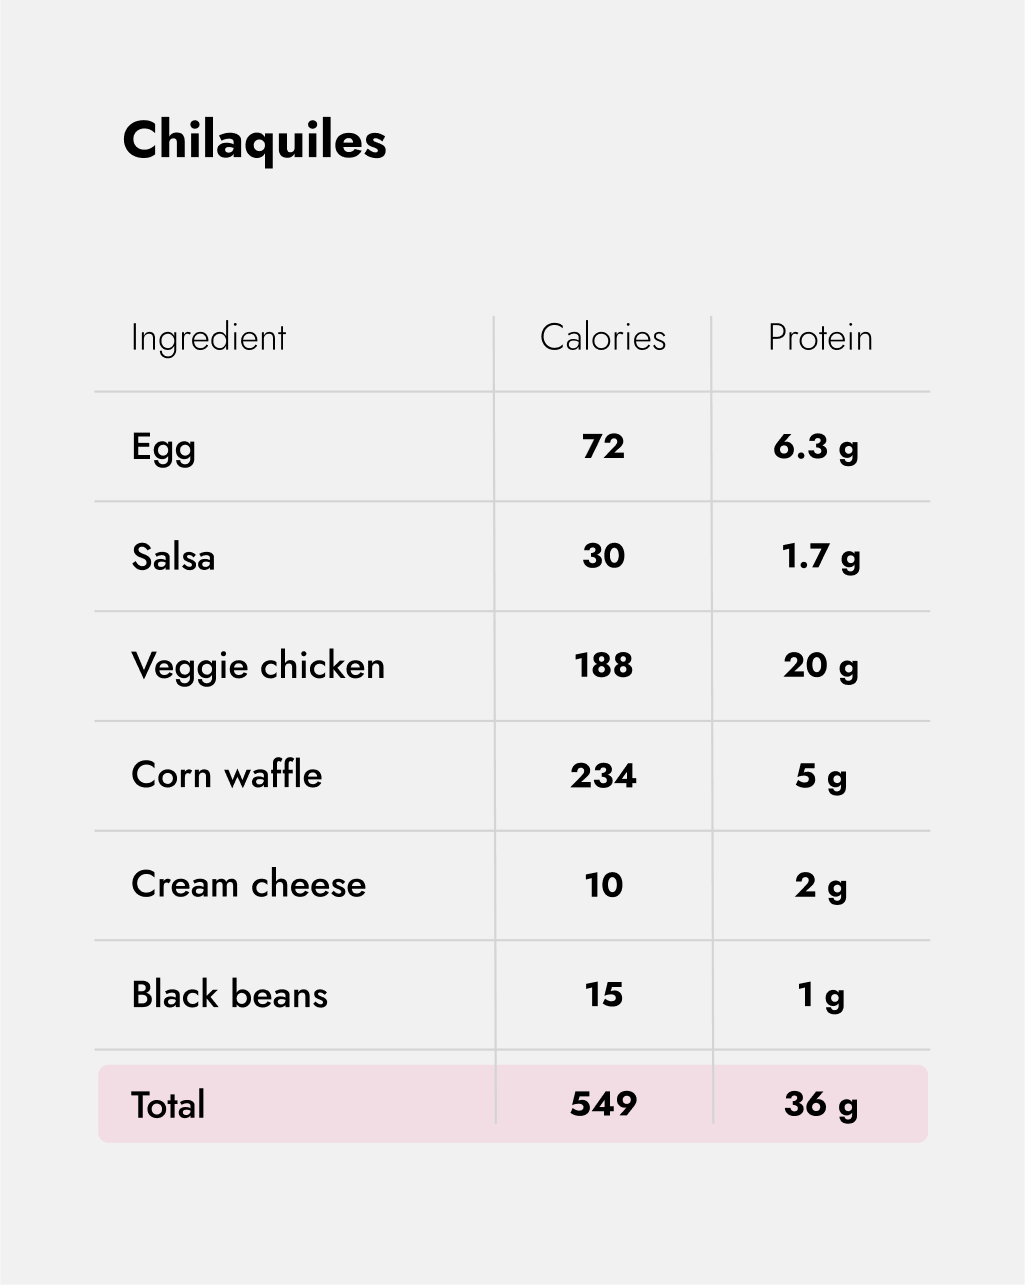 Chilaquiles
Ingredient Calories Protein
Egg 72 6.3 g
Salsa 30 1.7 g
Veggie chicken 188 20 g
Corn waffle 234 5 g
Cream cheese 10 2 g
Black beans 15 1 g
Total 549 36 g